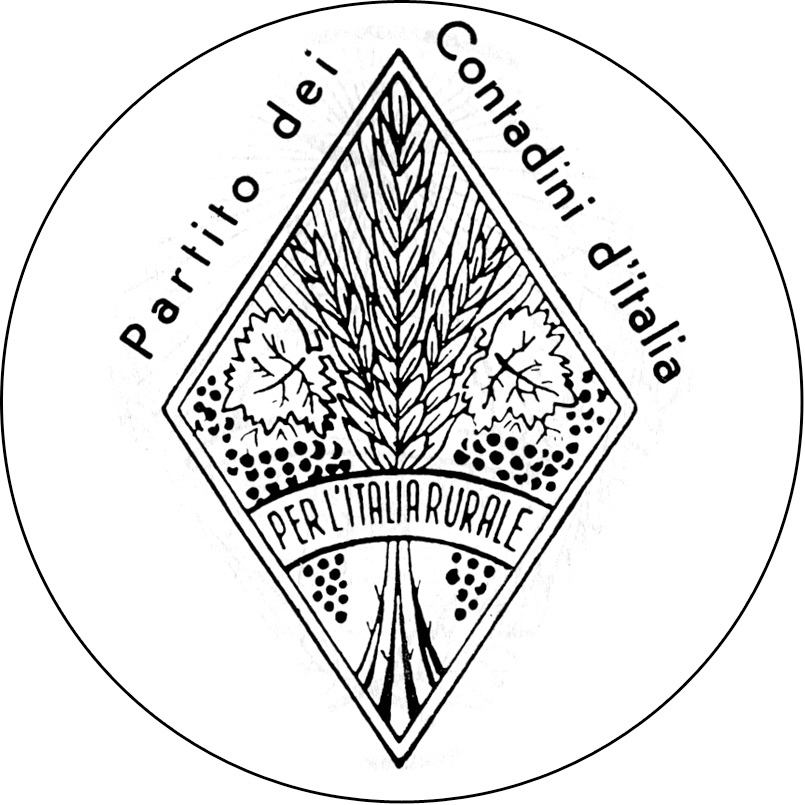 Partito dei
Contadini d'italia
PER L'ITALIA RURALE